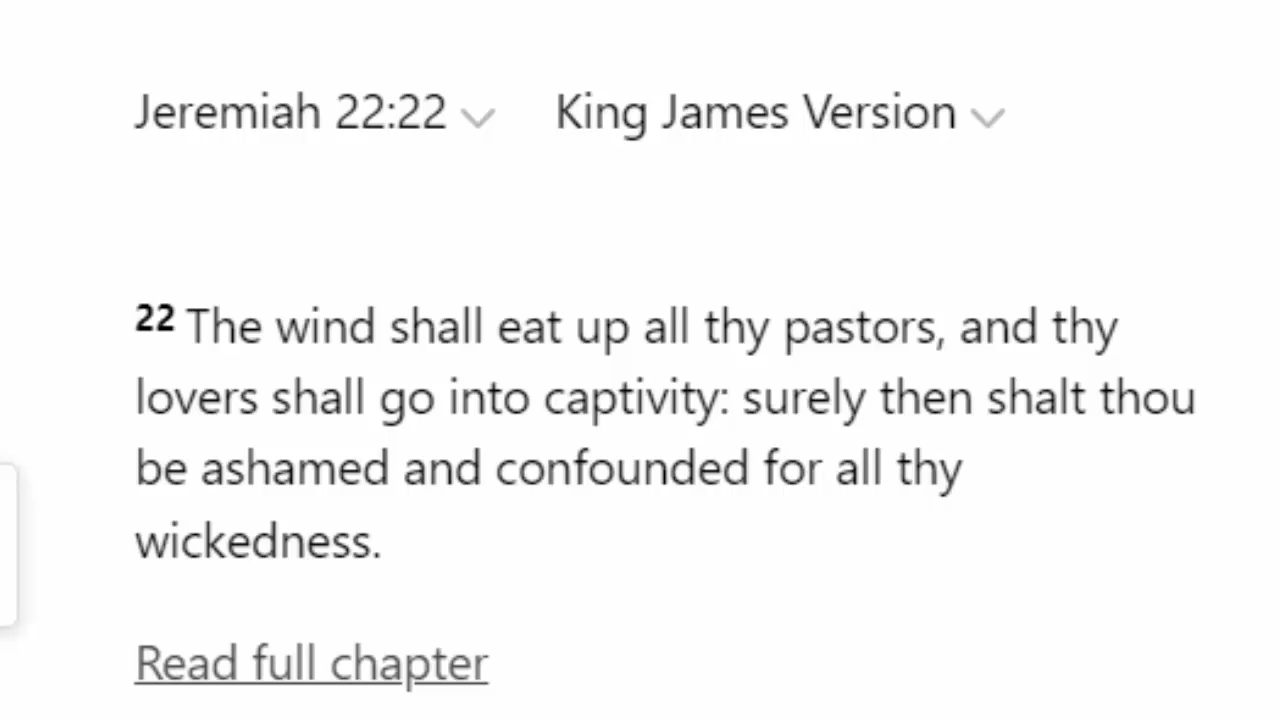 Jeremiah 22:22 King James Version
22 The wind shall eat up all thy pastors, and thy
lovers shall go into captivity: surely then shalt thou
be ashamed and confounded for all thy
wickedness.
Read full chapter